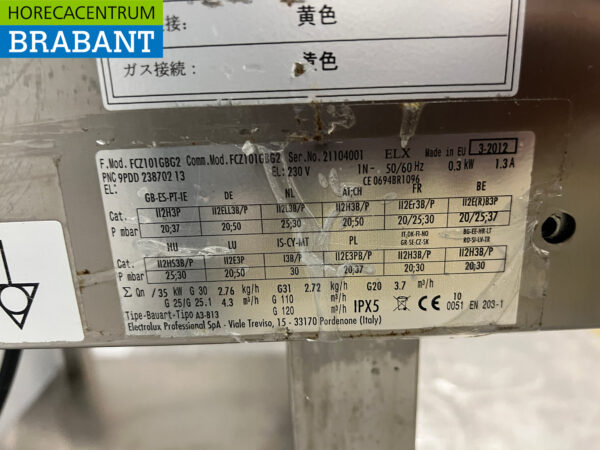 HORECACENTRUM
BRABANT
接: 黄色
ガス接続: 黄色
F.Mod. FCZ101GBG2 Comm.Mod. FCZ101GBG2 Ser.No. 21104001 ELX Made in EU 3-2012
PNC 9PDD 238702 13 EL: 230 V 1N~ 50/60 Hz 0.3 kW 1.3 A
EL: CE 0694BR1096
GB-ES-PT-IE DE NL AT;CH FR BE
Cat. II2H3P II2ELL3B/P II2L3B/P II2H3B/P II2Er3B/P II2E(R)B3P
P mbar 20;37 20;50 25;30;50 20;50 20/25;30 20/25;37
HU LU IS-CY-MT PL IT-DK-FI-NO GR-SE-CZ-SK BG-EE-HR-LT RO-SI-LV-TR
Cat. II2HS3B/P II2E3P I3B/P II2E3PB/P II2H3B/P II2H3B/P
P mbar 25;30 20;50 30 20;37 20;30 20;30
Σ Qn /35 kW G 30 2.76 kg/h G31 2.72 kg/h G20 3.7 m³/h
G 25/G 25.1 4.3 m³/h G 110 m³/h
G 120 m³/h IPX5 CE 10 0051 EN 203-1
Tipe-Bauart-Tipo A3-B13
Electrolux Professional SpA - Viale Treviso, 15 - 33170 Pordenone (Italy)